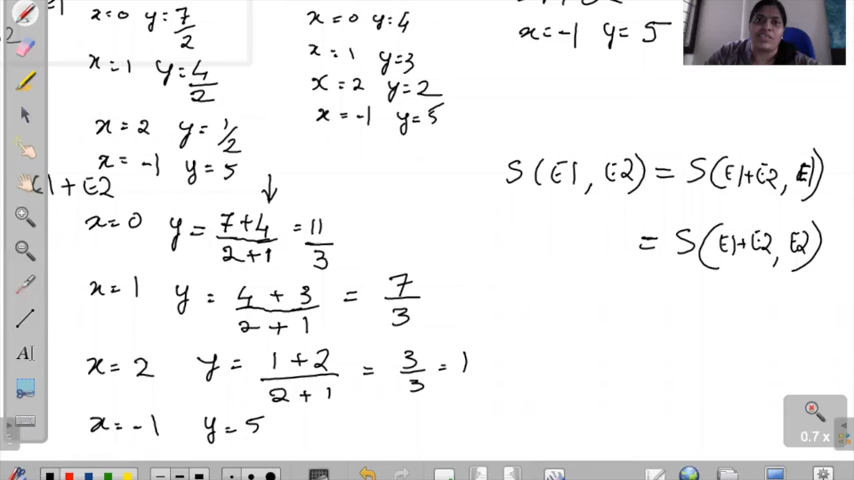 x=0 y=7/2
x=1 y=4/2
x=2 y=1/2
x=-1 y=5
x=0 y=4
x=1 y=3
x=2 y=2
x=-1 y=5
x=-1 y=5
E1+E2
x=0 y=7+4/2+1=11/3
x=1 y=4+3/2+1=7/3
x=2 y=1+2/2+1=3/3=1
x=-1 y=5
S(E1, E2)=S(E1+E2, E1)
=S(E1+E2, E2)
0.7 x